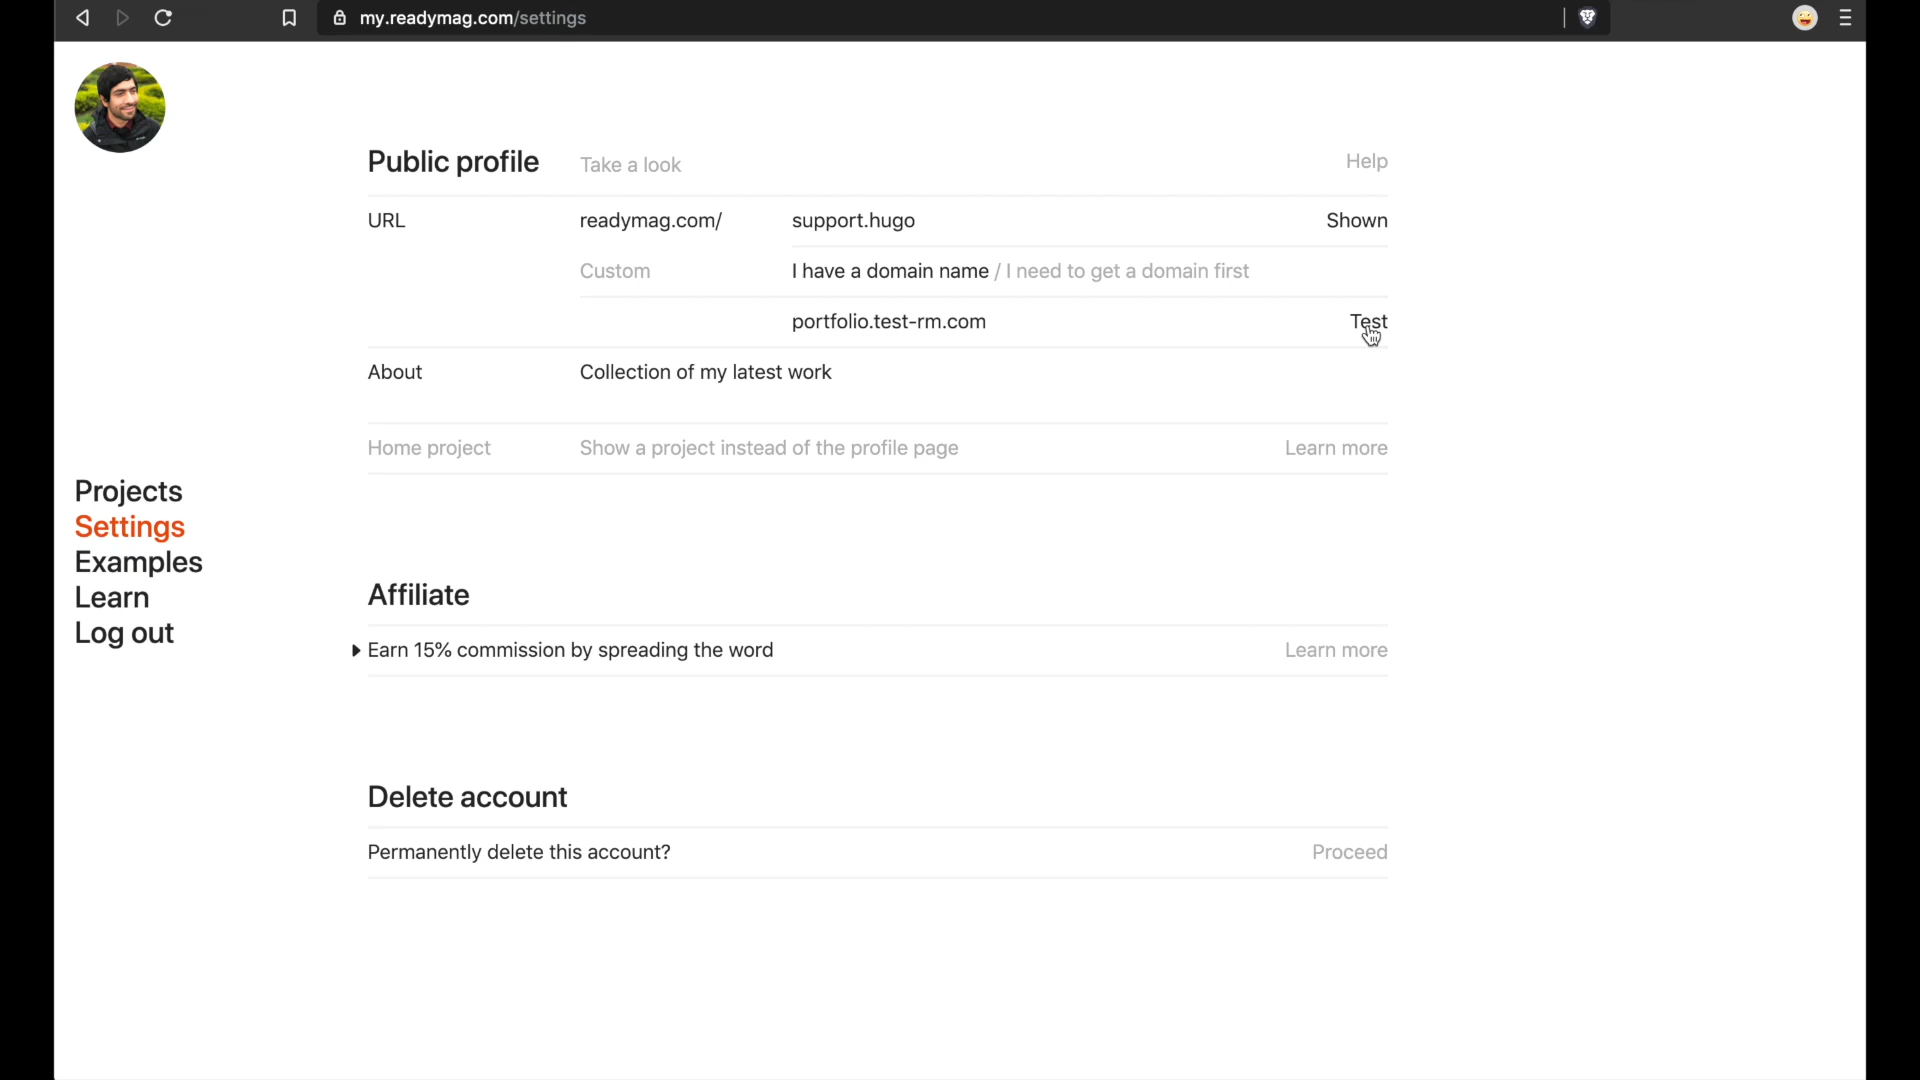 my.readymag.com/settings
Public profile Take a look Help
URL readymag.com/ support.hugo Shown
Custom I have a domain name / I need to get a domain first
portfolio.test-rm.com Test
About Collection of my latest work
Home project Show a project instead of the profile page Learn more
Projects
Settings
Examples
Learn
Log out
Affiliate
Earn 15% commission by spreading the word Learn more
Delete account
Permanently delete this account? Proceed